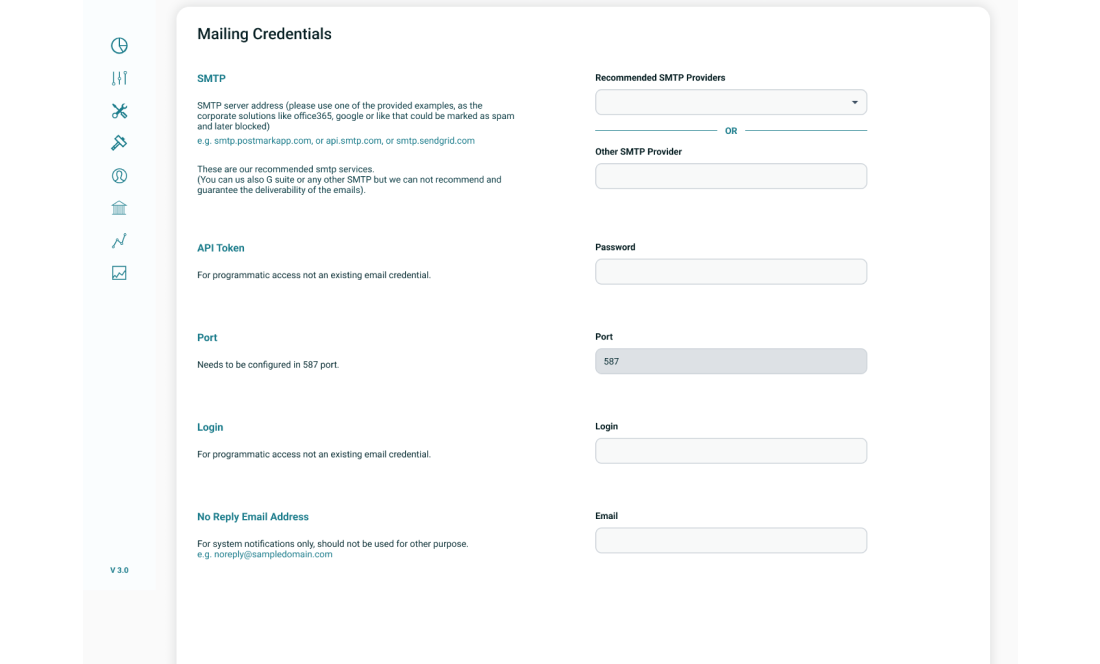 Mailing Credentials
SMTP
SMTP server address (please use one of the provided examples, as the
corporate solutions like office365, google or like that could be marked as spam
and later blocked)
e.g. smtp.postmarkapp.com, or api.smtp.com, or smtp.sendgrid.com
These are our recommended smtp services.
(You can us also G suite or any other SMTP but we can not recommend and
guarantee the deliverability of the emails).
Recommended SMTP Providers
OR
Other SMTP Provider
API Token
For programmatic access not an existing email credential.
Password
Port
Needs to be configured in 587 port.
Port
587
Login
For programmatic access not an existing email credential.
Login
No Reply Email Address
For system notifications only, should not be used for other purpose.
e.g. noreply@sampledomain.com
Email
V 3.0